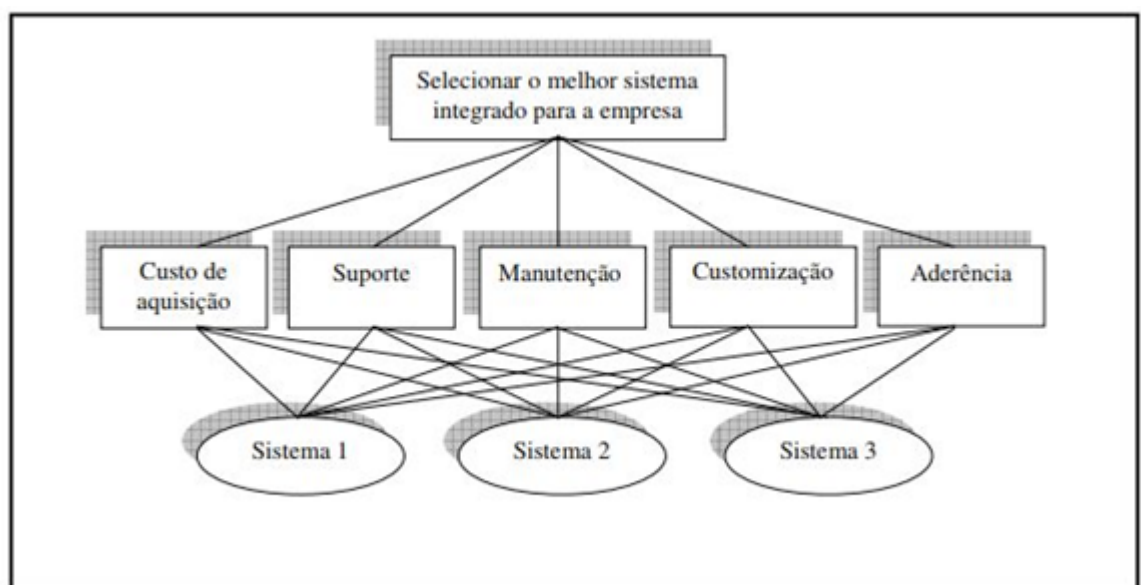 Selecionar o melhor sistema
integrado para a empresa
Custo de
aquisição
Suporte
Manutenção
Customização
Aderência
Sistema 1
Sistema 2
Sistema 3